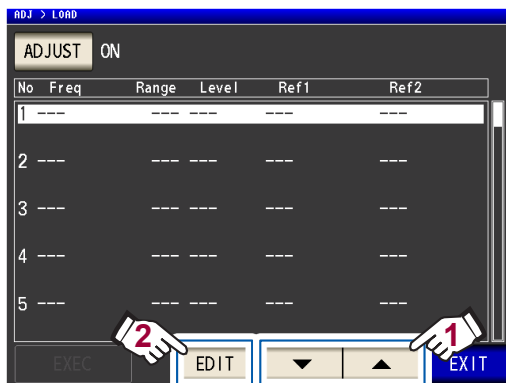 ADJ > LOAD
ADJUST ON
No Freq Range Level Ref1 Ref2
1 --- --- --- --- ---
2 --- --- --- --- ---
3 --- --- --- --- ---
4 --- --- --- --- ---
5 --- --- --- --- ---
2 1
EXEC EDIT ▼ ▲ EXIT